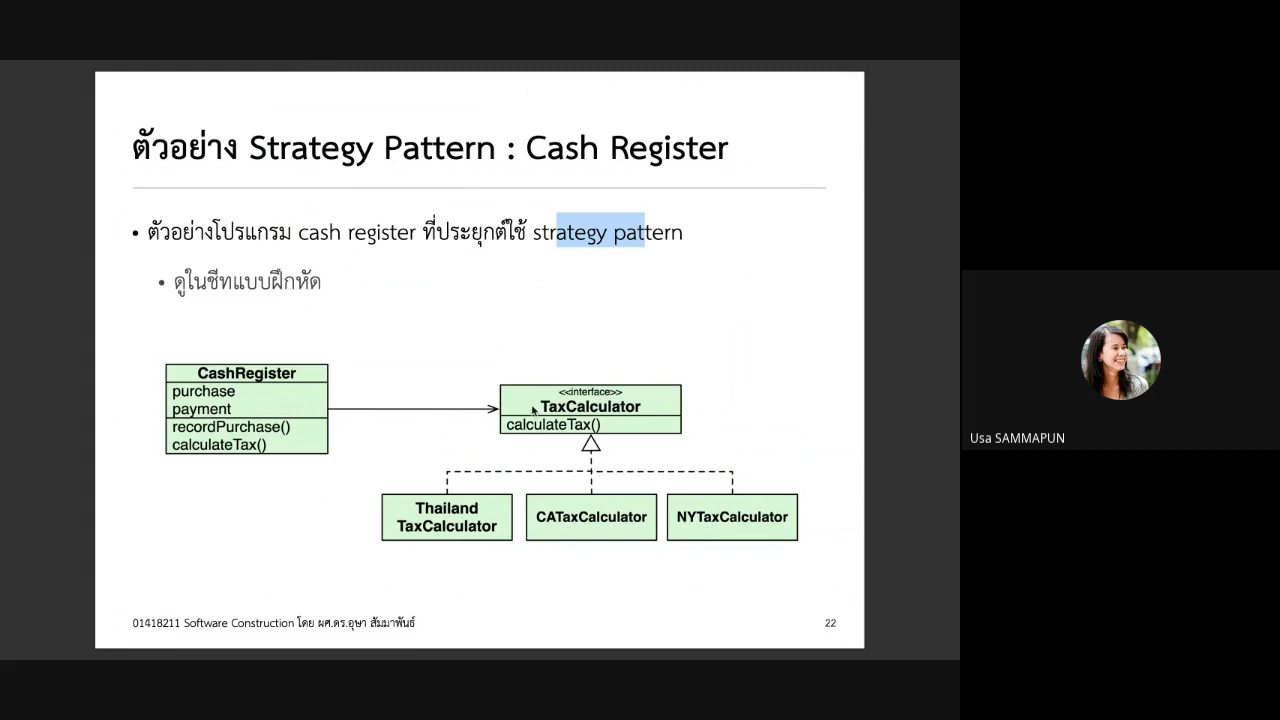 ตัวอย่าง Strategy Pattern : Cash Register
• ตัวอย่างโปรแกรม cash register ที่ประยุกต์ใช้ strategy pattern
• ดูในชีทแบบฝึกหัด
CashRegister
purchase
payment
recordPurchase()
calculateTax()
<<interface>>
TaxCalculator
calculateTax()
Thailand
TaxCalculator
CATaxCalculator
NYTaxCalculator
01418211 Software Construction โดย ผศ.ดร.อุษา สัมมาพันธ์
22
Usa SAMMAPUN